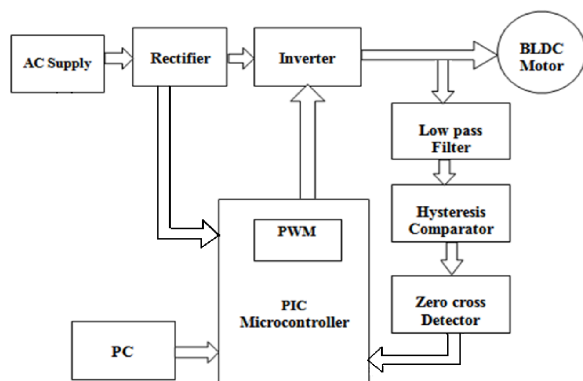 AC Supply
Rectifier
Inverter
BLDC
Motor
Low pass
Filter
Hysteresis
Comparator
PWM
PIC
Microcontroller
Zero cross
Detector
PC